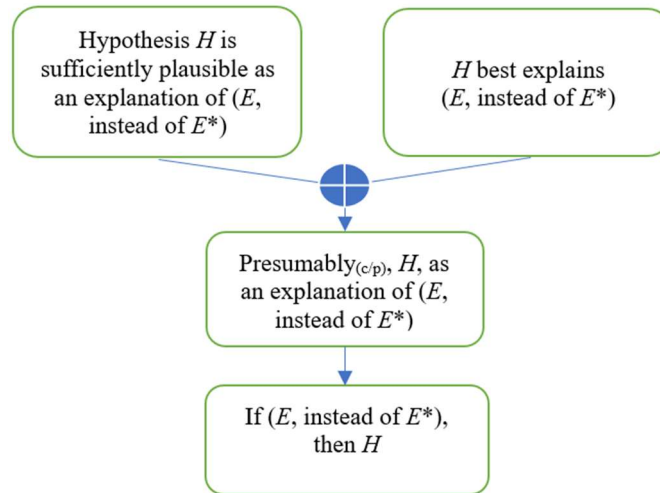 Hypothesis H is
sufficiently plausible as
an explanation of (E,
instead of E*)
H best explains
(E, instead of E*)
Presumably(c/p), H, as
an explanation of (E,
instead of E*)
If (E, instead of E*),
then H